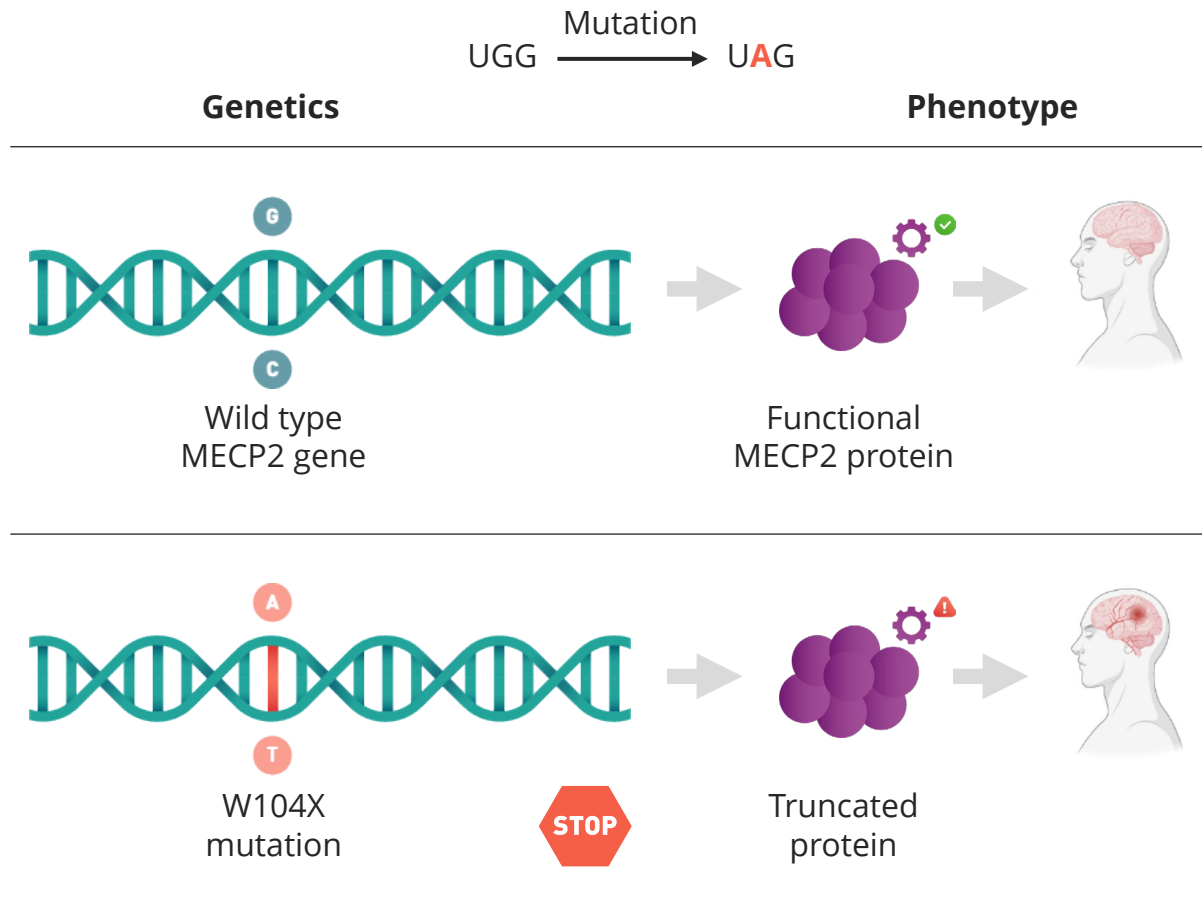 Mutation
UGG UAG
Genetics Phenotype
G
C
Wild type
MECP2 gene
Functional
MECP2 protein
A
!
T
W104X
mutation
STOP
Truncated
protein